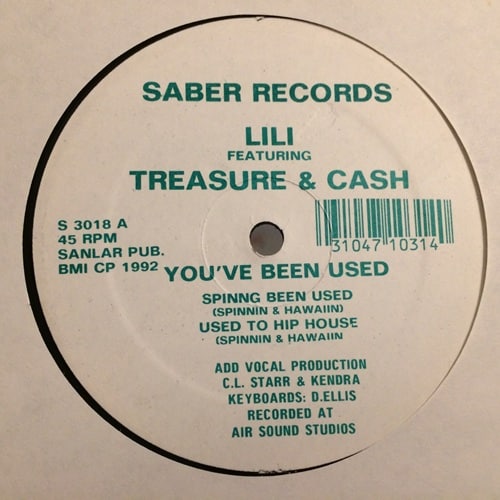 SABER RECORDS
LILI
FEATURING
TREASURE & CASH
S 3018 A
45 RPM
SANLAR PUB.
BMI CP 1992
31047 10314
YOU'VE BEEN USED
SPINNG BEEN USED
(SPINNIN & HAWAIIN)
USED TO HIP HOUSE
(SPINNIN & HAWAIIN
ADD VOCAL PRODUCTION
C.L. STARR & KENDRA
KEYBOARDS: D.ELLIS
RECORDED AT
AIR SOUND STUDIOS